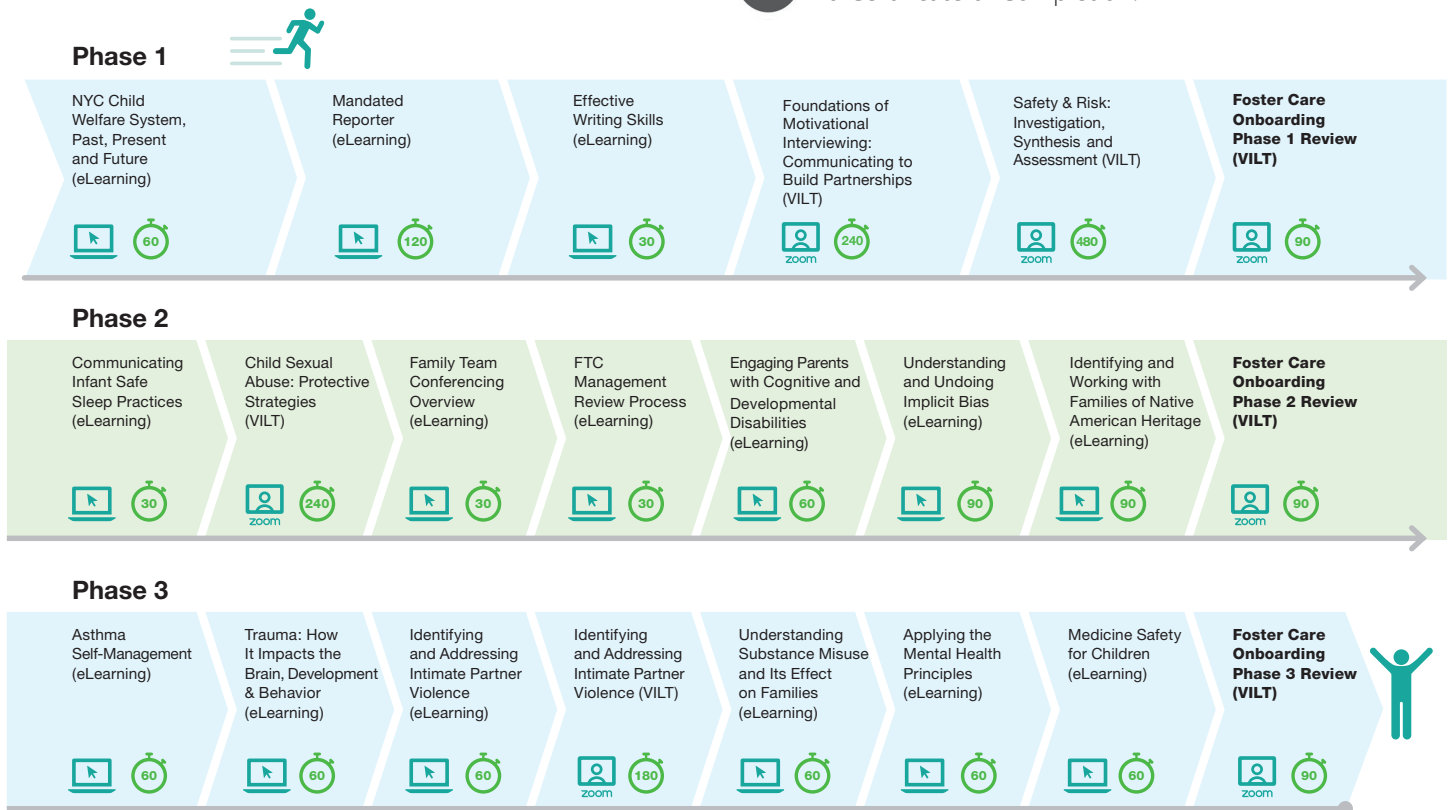 Phase 1
NYC Child
Welfare System,
Past, Present
and Future
(eLearning)
60
Mandated
Reporter
(eLearning)
120
Effective
Writing Skills
(eLearning)
30
Foundations of
Motivational
Interviewing:
Communicating to
Build Partnerships
(VILT)
zoom
240
Safety & Risk:
Investigation,
Synthesis and
Assessment (VILT)
zoom
480
Foster Care
Onboarding
Phase 1 Review
(VILT)
zoom
90
Phase 2
Communicating
Infant Safe
Sleep Practices
(eLearning)
30
Child Sexual
Abuse: Protective
Strategies
(VILT)
zoom
240
Family Team
Conferencing
Overview
(eLearning)
30
FTC
Management
Review Process
(eLearning)
30
Engaging Parents
with Cognitive and
Developmental
Disabilities
(eLearning)
60
Understanding
and Undoing
Implicit Bias
(eLearning)
90
Identifying and
Working with
Families of Native
American Heritage
(eLearning)
90
Foster Care
Onboarding
Phase 2 Review
(VILT)
zoom
90
Phase 3
Asthma
Self-Management
(eLearning)
60
Trauma: How
It Impacts the
Brain, Development
& Behavior
(eLearning)
60
Identifying
and Addressing
Intimate Partner
Violence
(eLearning)
60
Identifying
and Addressing
Intimate Partner
Violence (VILT)
zoom
180
Understanding
Substance Misuse
and Its Effect
on Families
(eLearning)
60
Applying the
Mental Health
Principles
(eLearning)
60
Medicine Safety
for Children
(eLearning)
60
Foster Care
Onboarding
Phase 3 Review
(VILT)
zoom
90